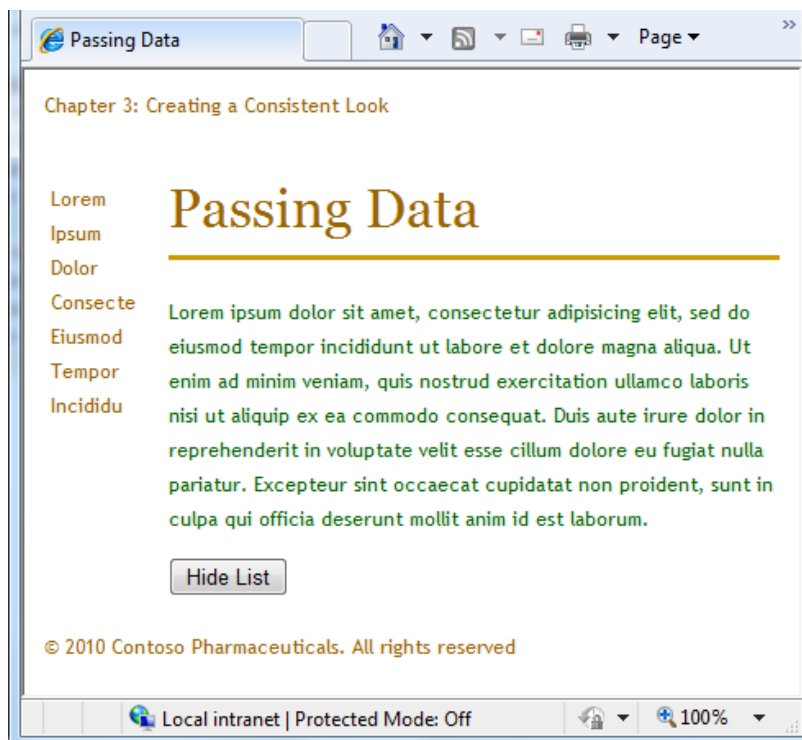 Passing Data
Page
»
Chapter 3: Creating a Consistent Look
Passing Data
Lorem
Ipsum
Dolor
Consecte
Eiusmod
Tempor
Incididu
Lorem ipsum dolor sit amet, consectetur adipisicing elit, sed do
eiusmod tempor incididunt ut labore et dolore magna aliqua. Ut
enim ad minim veniam, quis nostrud exercitation ullamco laboris
nisi ut aliquip ex ea commodo consequat. Duis aute irure dolor in
reprehenderit in voluptate velit esse cillum dolore eu fugiat nulla
pariatur. Excepteur sint occaecat cupidatat non proident, sunt in
culpa qui officia deserunt mollit anim id est laborum.
Hide List
© 2010 Contoso Pharmaceuticals. All rights reserved
Local intranet | Protected Mode: Off
100%